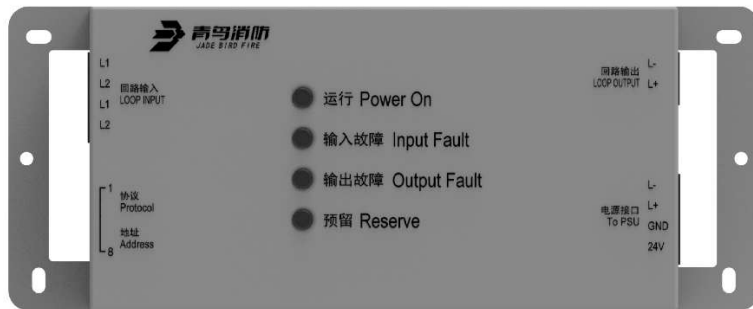 青鸟消防
JADE BIRD FIRE
L1
L2
L1
L2
回路输入
LOOP INPUT
1
协议
Protocol
地址
Address
8
运行 Power On
输入故障 Input Fault
输出故障 Output Fault
预留 Reserve
回路输出
LOOP OUTPUT
L-
L+
电源接口
To PSU
L-
L+
GND
24V